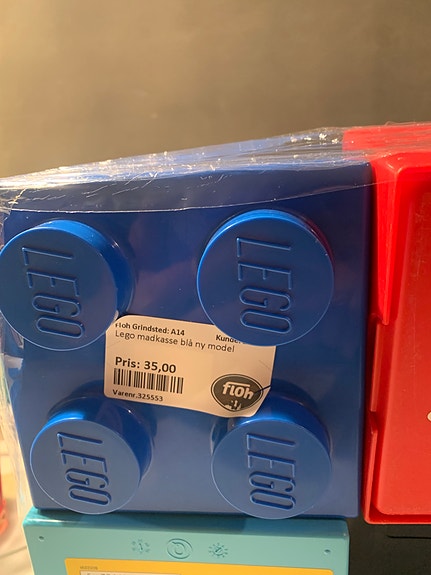 LEGO
LEGO
Floh Grindsted: A14
Lego madkasse blå ny model
Pris: 35,00
Varenr.325553
floh
LEGO
LEGO